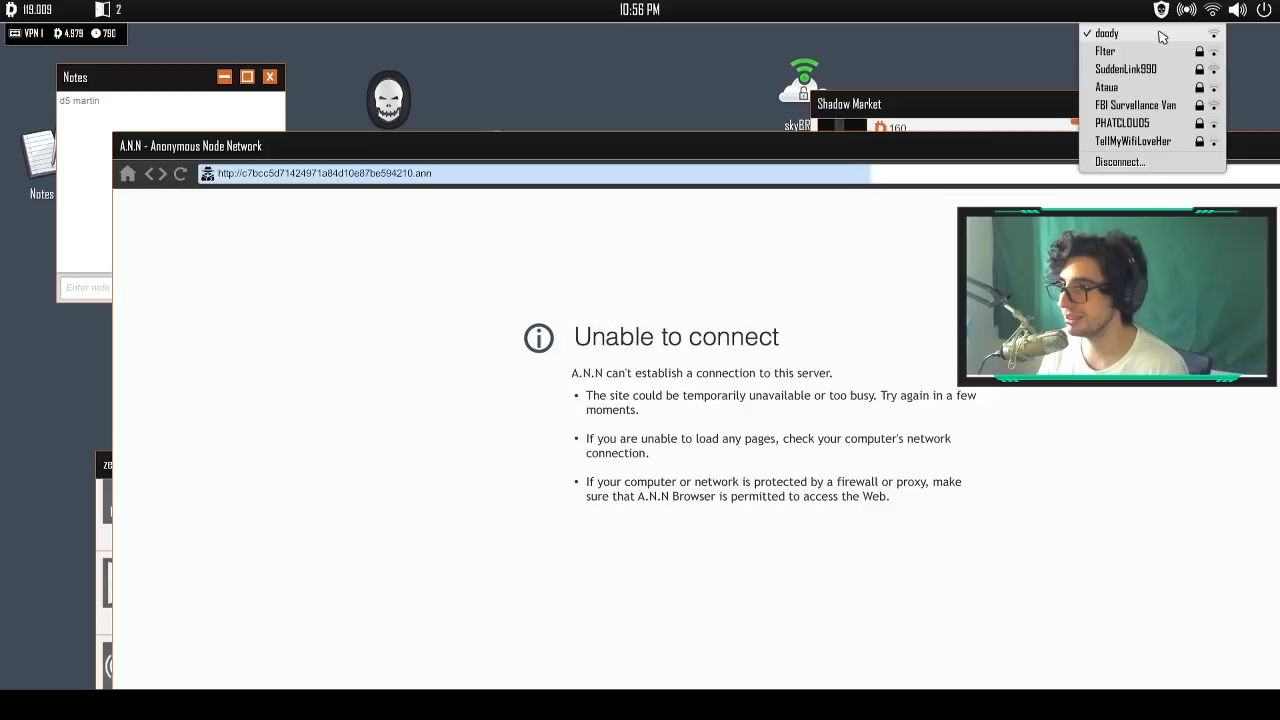 119.009
2
10:56 PM
VPN 1
4.979
790
Notes
d5 martin
Enter note
Notes
skyBR
Shadow Market
160
doody
FIter
SuddenLink990
Ataua
FBI Survellance Van
PHATCLOUDS
TellMyWifiLoveHer
Disconnect...
A.N.N - Anonymous Node Network
http://c7bcc5d71424971a84d10e87be594210.ann
Unable to connect
A.N.N can't establish a connection to this server.
• The site could be temporarily unavailable or too busy. Try again in a few
moments.
• If you are unable to load any pages, check your computer's network
connection.
• If your computer or network is protected by a firewall or proxy, make
sure that A.N.N Browser is permitted to access the Web.